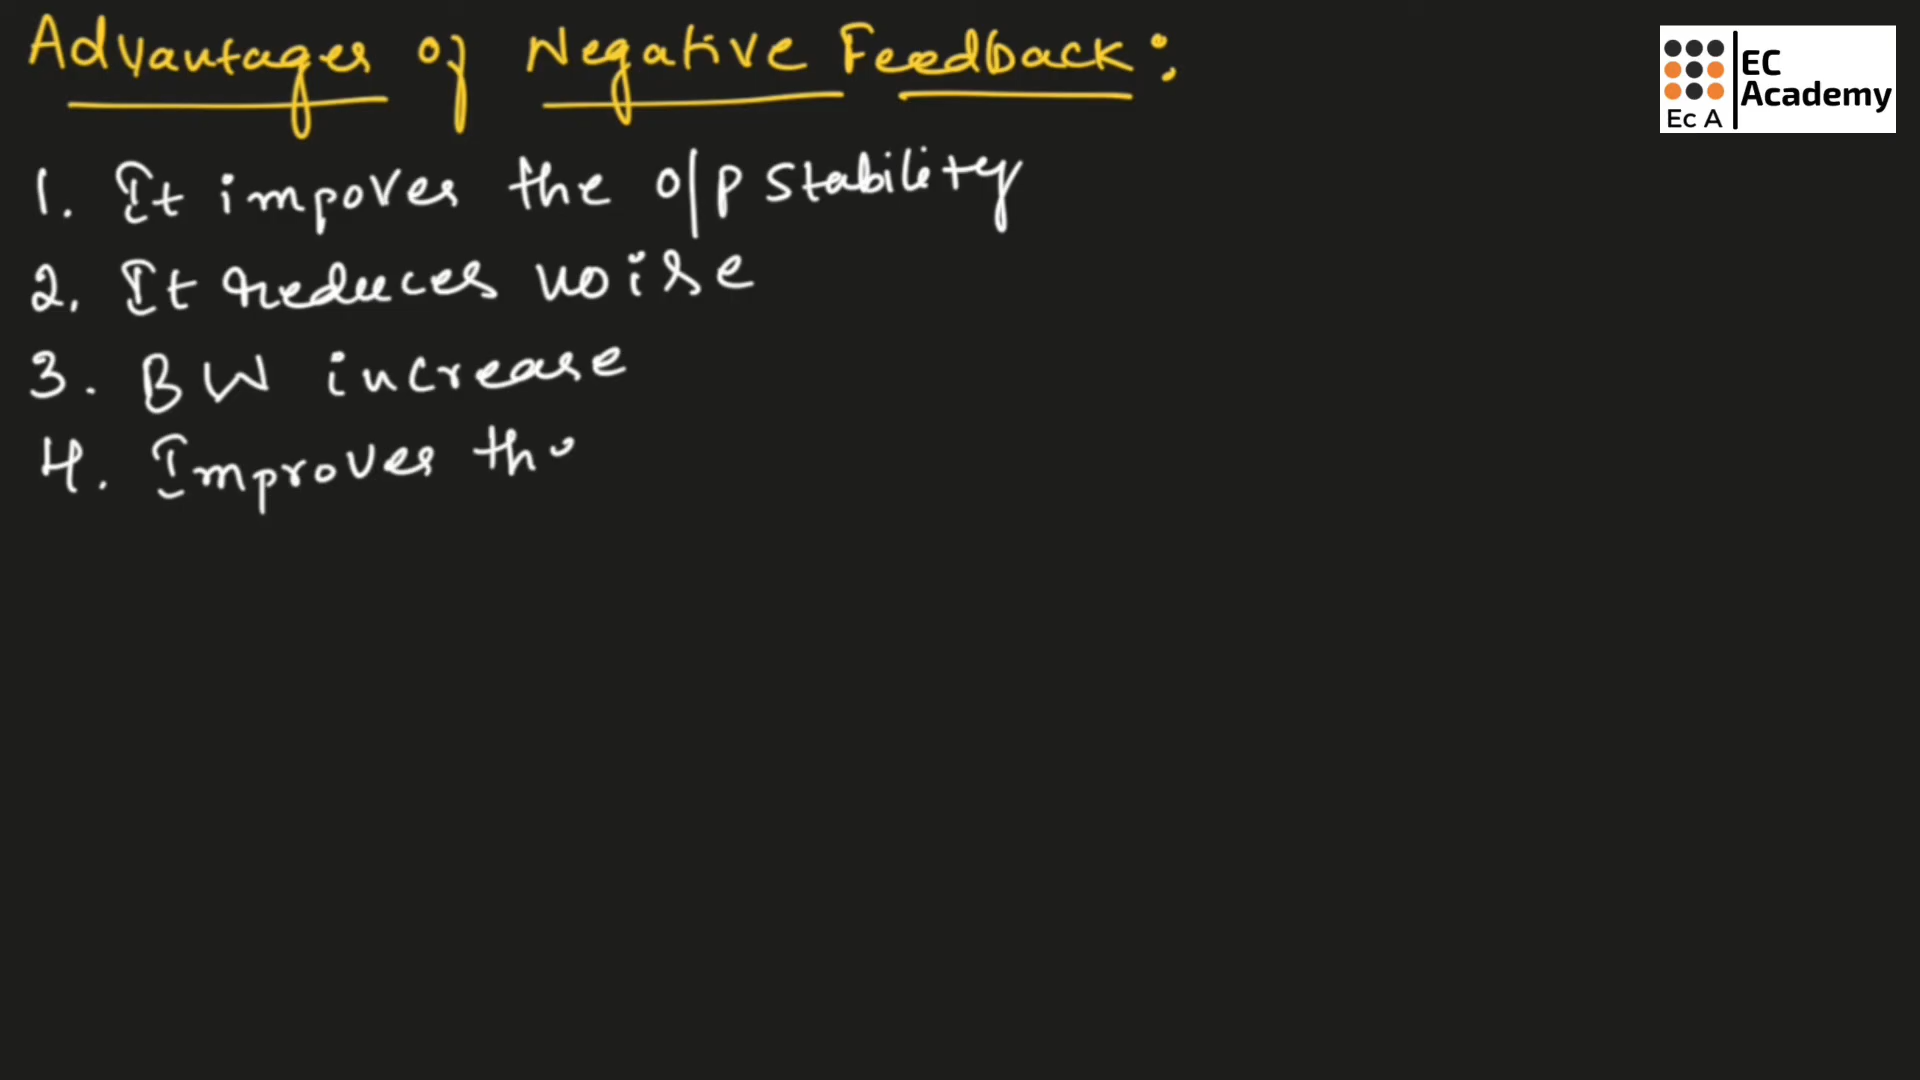 Advantages of Negative Feedback:
EC
Academy
Ec A
1. It impoves the o/p stability
2. It reduces noise
3. BW increase
4. Improves the